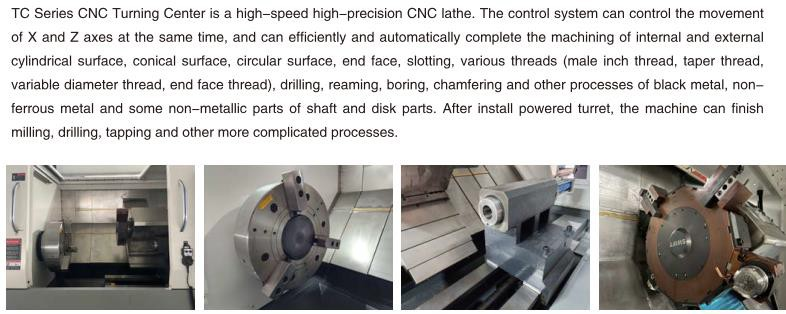 TC Series CNC Turning Center is a high–speed high–precision CNC lathe. The control system can control the movement
of X and Z axes at the same time, and can efficiently and automatically complete the machining of internal and external
cylindrical surface, conical surface, circular surface, end face, slotting, various threads (male inch thread, taper thread,
variable diameter thread, end face thread), drilling, reaming, boring, chamfering and other processes of black metal, non–
ferrous metal and some non–metallic parts of shaft and disk parts. After install powered turret, the machine can finish
milling, drilling, tapping and other more complicated processes.